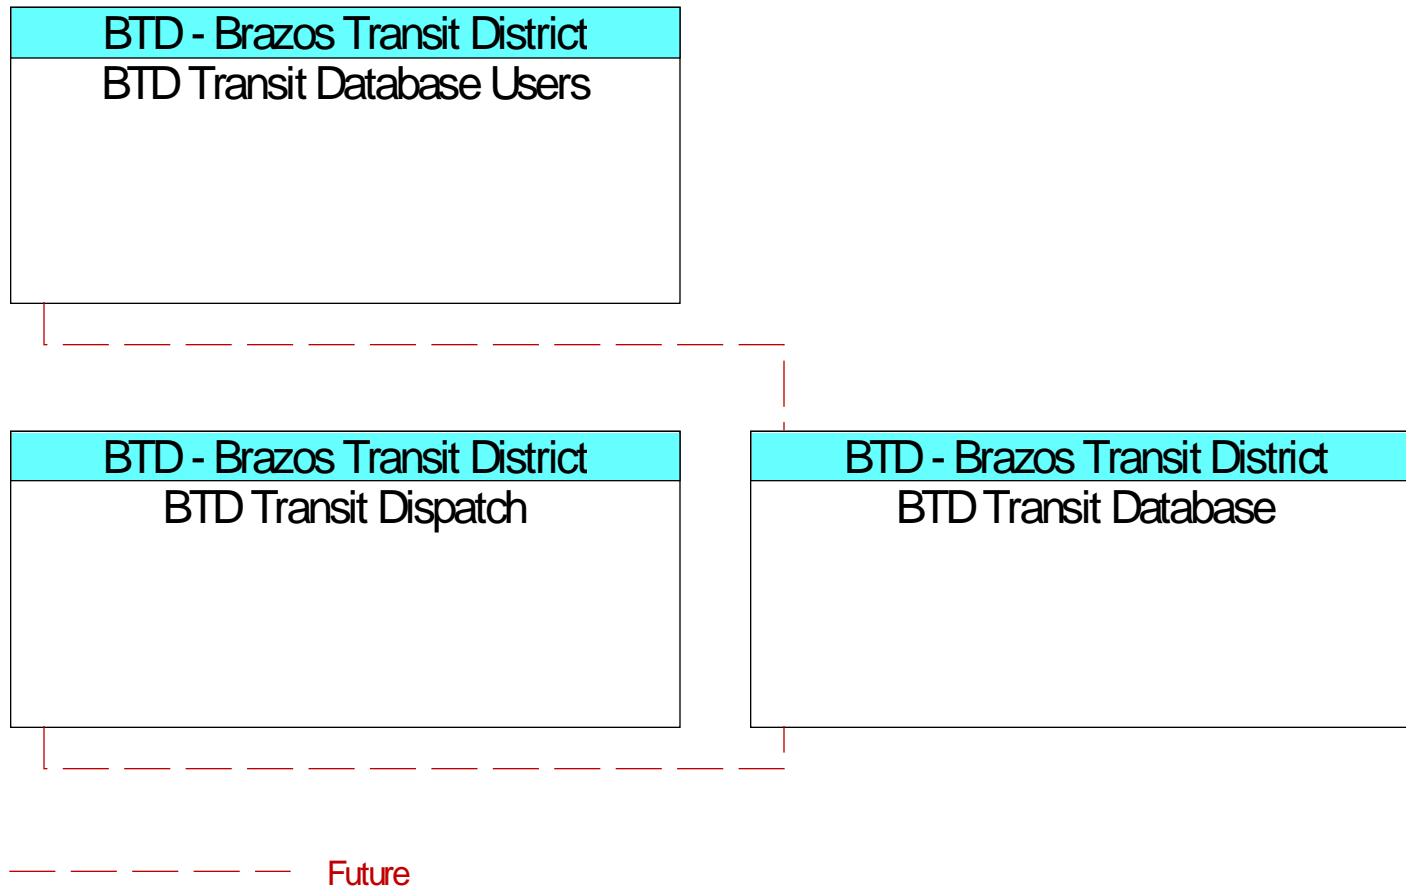 BTD - Brazos Transit District
BTD Transit Database Users
BTD - Brazos Transit District
BTD Transit Dispatch
BTD - Brazos Transit District
BTD Transit Database
Future